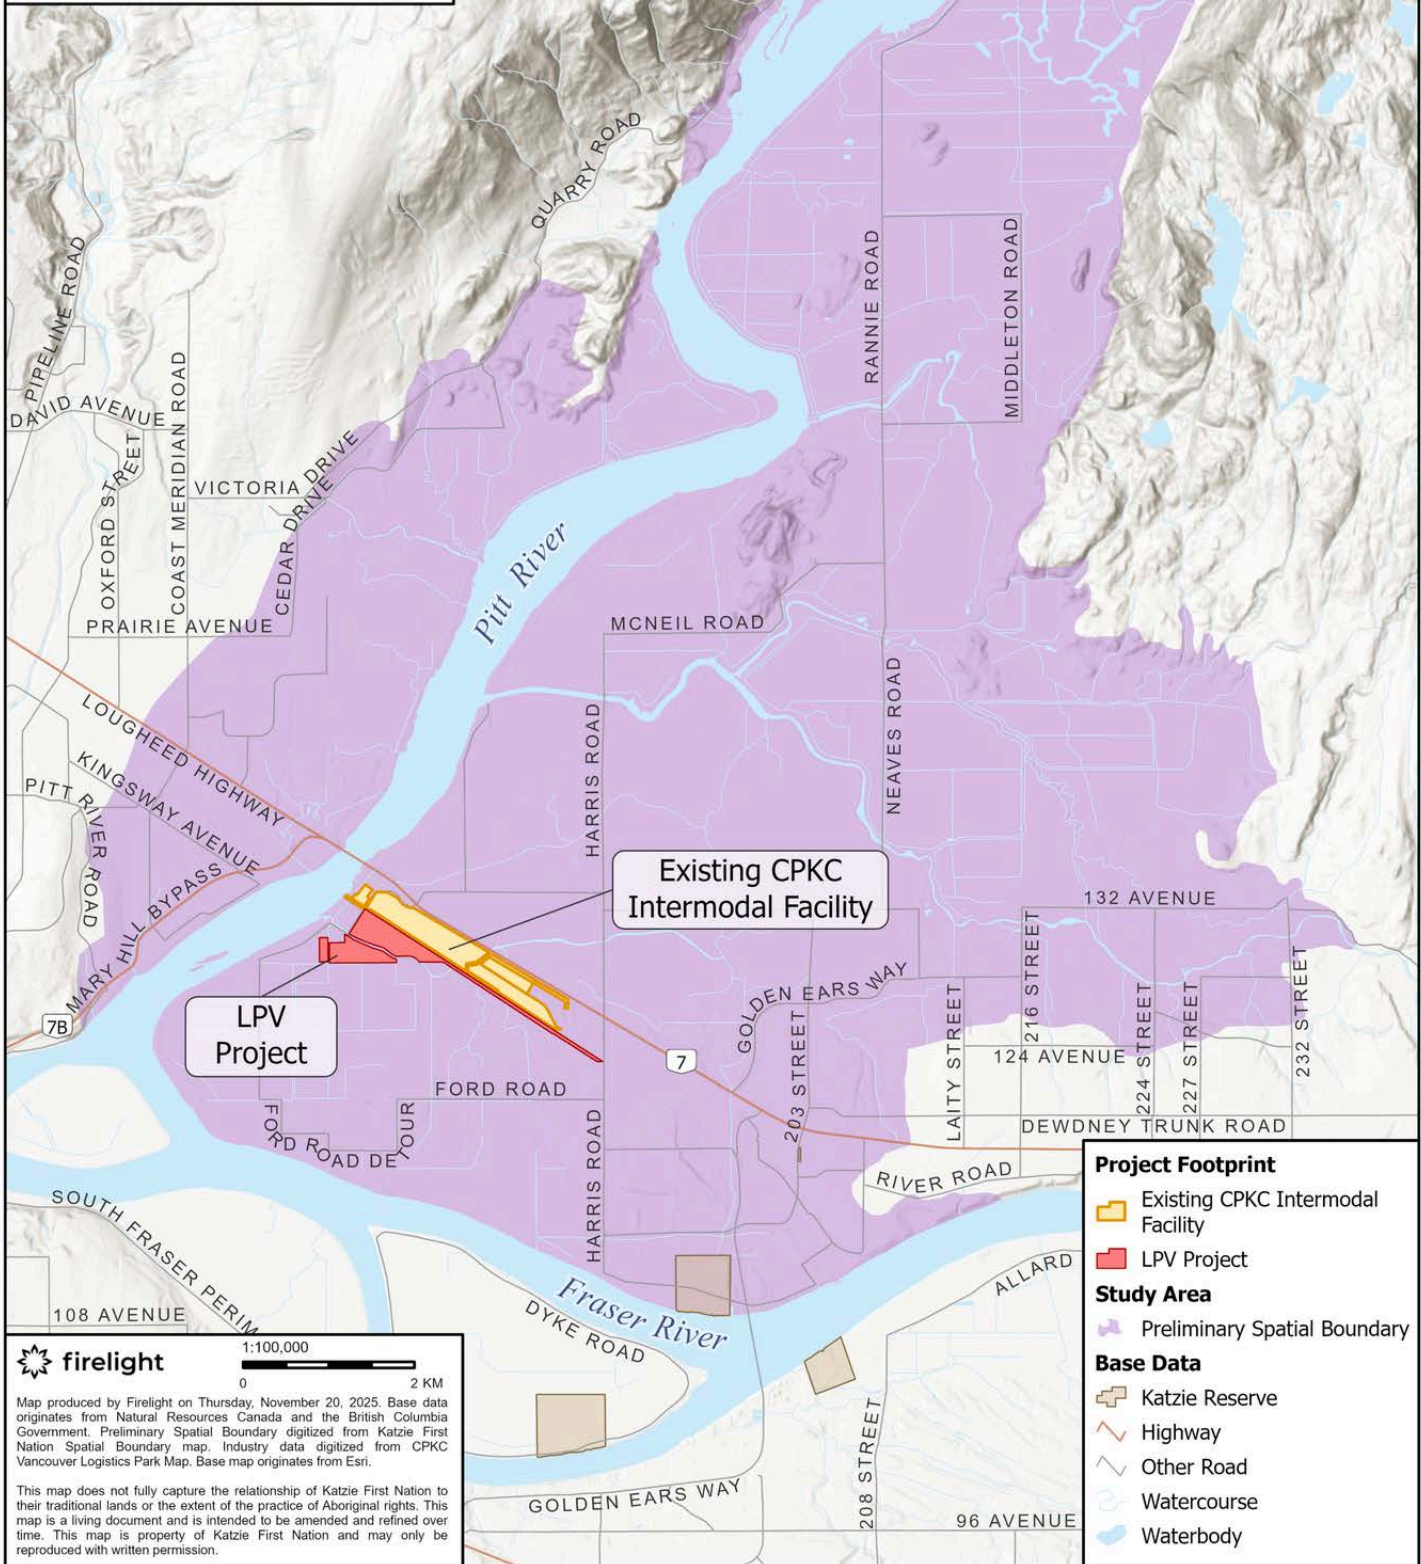 QUARRY ROAD
PIPELINE ROAD
RANNIE ROAD
MIDDLETON ROAD
DAVID AVENUE
OXFORD STREET
COAST MERIDIAN ROAD
VICTORIA DRIVE
CEDAR DRIVE
PRAIRIE AVENUE
Pitt River
MCNEIL ROAD
LOUGHEED HIGHWAY
KINGSWAY AVENUE
PITT RIVER ROAD
HARRIS ROAD
NEAVES ROAD
MARY HILL BYPASS
7B
Existing CPKC
Intermodal Facility
132 AVENUE
LPV
Project
GOLDEN EARS WAY
203 STREET
LAITY STREET
216 STREET
224 STREET
227 STREET
232 STREET
124 AVENUE
7
FORD ROAD
FORD ROAD DETOUR
DEWDNEY TRUNK ROAD
HARRIS ROAD
RIVER ROAD
SOUTH FRASER PERIM
108 AVENUE
Fraser River
DYKE ROAD
ALLARD
208 STREET
GOLDEN EARS WAY
96 AVENUE
Project Footprint
Existing CPKC Intermodal
Facility
LPV Project
Study Area
Preliminary Spatial Boundary
Base Data
Katzie Reserve
Highway
Other Road
Watercourse
Waterbody
firelight
1:100,000
0 2 KM
Map produced by Firelight on Thursday, November 20, 2025. Base data
originates from Natural Resources Canada and the British Columbia
Government. Preliminary Spatial Boundary digitized from Katzie First
Nation Spatial Boundary map. Industry data digitized from CPKC
Vancouver Logistics Park Map. Base map originates from Esri.
This map does not fully capture the relationship of Katzie First Nation to
their traditional lands or the extent of the practice of Aboriginal rights. This
map is a living document and is intended to be amended and refined over
time. This map is property of Katzie First Nation and may only be
reproduced with written permission.